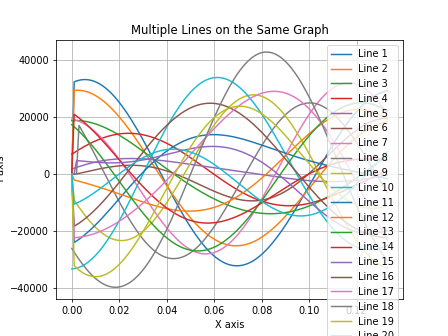 Multiple Lines on the Same Graph
40000
20000
0
−20000
−40000
0.00
0.02
0.04
0.06
0.08
0.10
X axis
axis
Line 1
Line 2
Line 3
Line 4
Line 5
Line 6
Line 7
Line 8
Line 9
Line 10
Line 11
Line 12
Line 13
Line 14
Line 15
Line 16
Line 17
Line 18
Line 19
Line 20